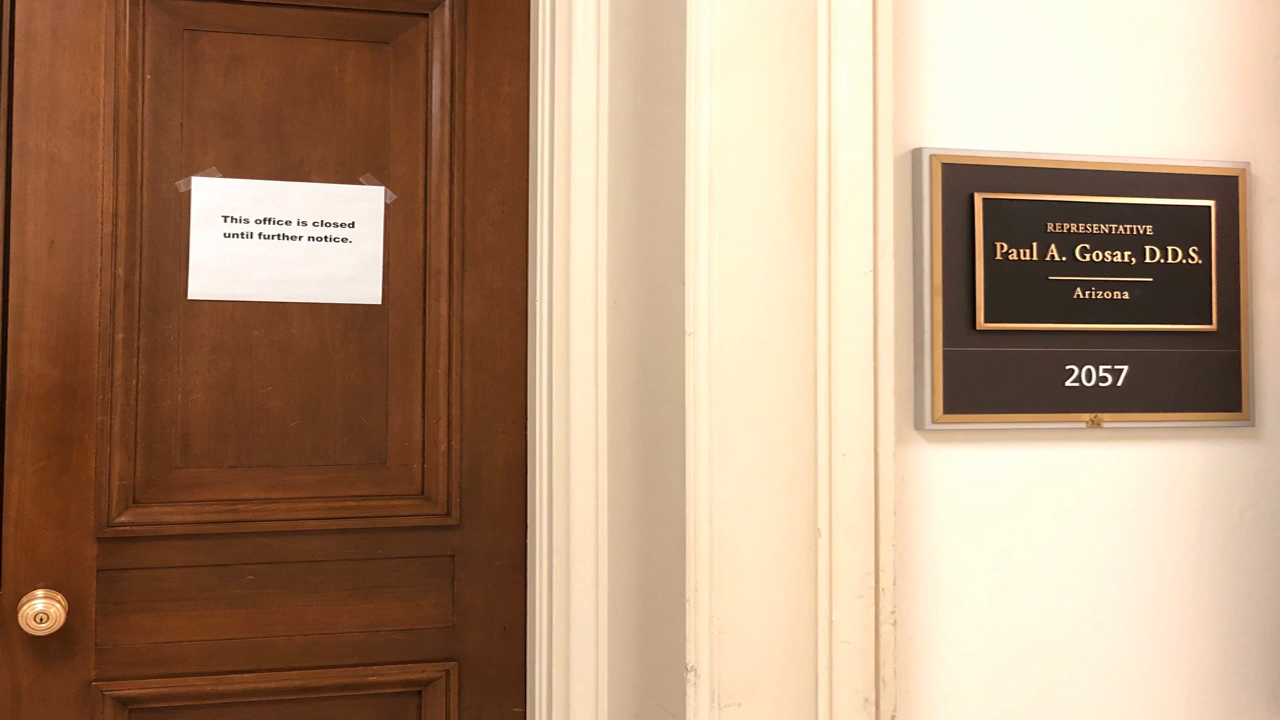 This office is closed
until further notice.
REPRESENTATIVE
Paul A. Gosar, D.D.S.
Arizona
2057